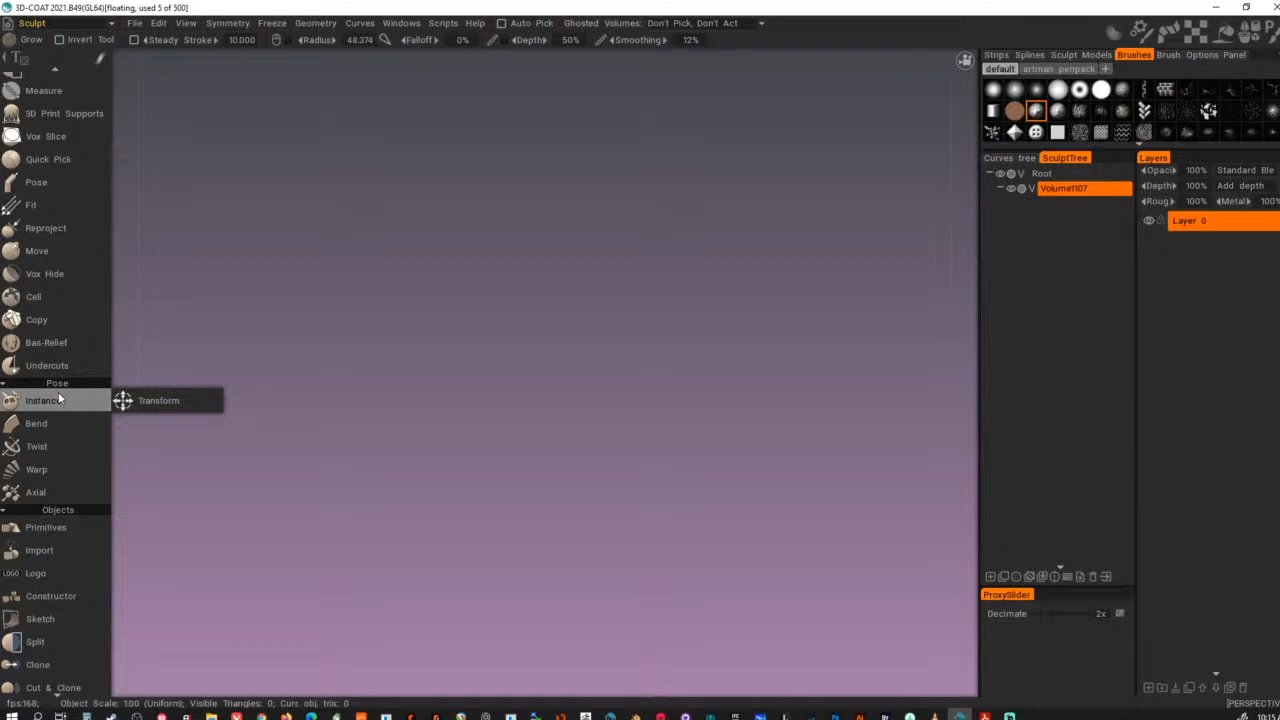 3D-COAT 2021.B49(GL64)[floating, used 5 of 500]
Sculpt File Edit View Symmetry Freeze Geometry Curves Windows Scripts Help Auto Pick Ghosted Volumes: Don't Pick, Don't Act
Grow Invert Tool Steady Stroke 10.000 Radius 48.374 Falloff 0% Depth 50% Smoothing 12%
Strips Splines Sculpt Models Brushes Brush Options Panel
default artman penpack
Measure
3D Print Supports
Vox Slice
Quick Pick
Curves tree SculptTree Layers
Opaci 100% Standard Ble
Root
Pose
Depth 100% Add depth
Volume1107
Roug 100% Metal 100%
Fit
Layer 0
Reproject
Move
Vox Hide
Cell
Copy
Bas-Relief
Undercuts
Pose
Instance
Transform
Bend
Twist
Warp
Axial
Objects
Primitives
Import
LOGO Logo
Constructor
ProxySlider
Decimate 2x
Sketch
Split
Clone
Cut & Clone
fps:168; Object Scale: 1.00 (Uniform); Visible Triangles: 0; Curr. obj. tris: 0; [PERSPECTIV